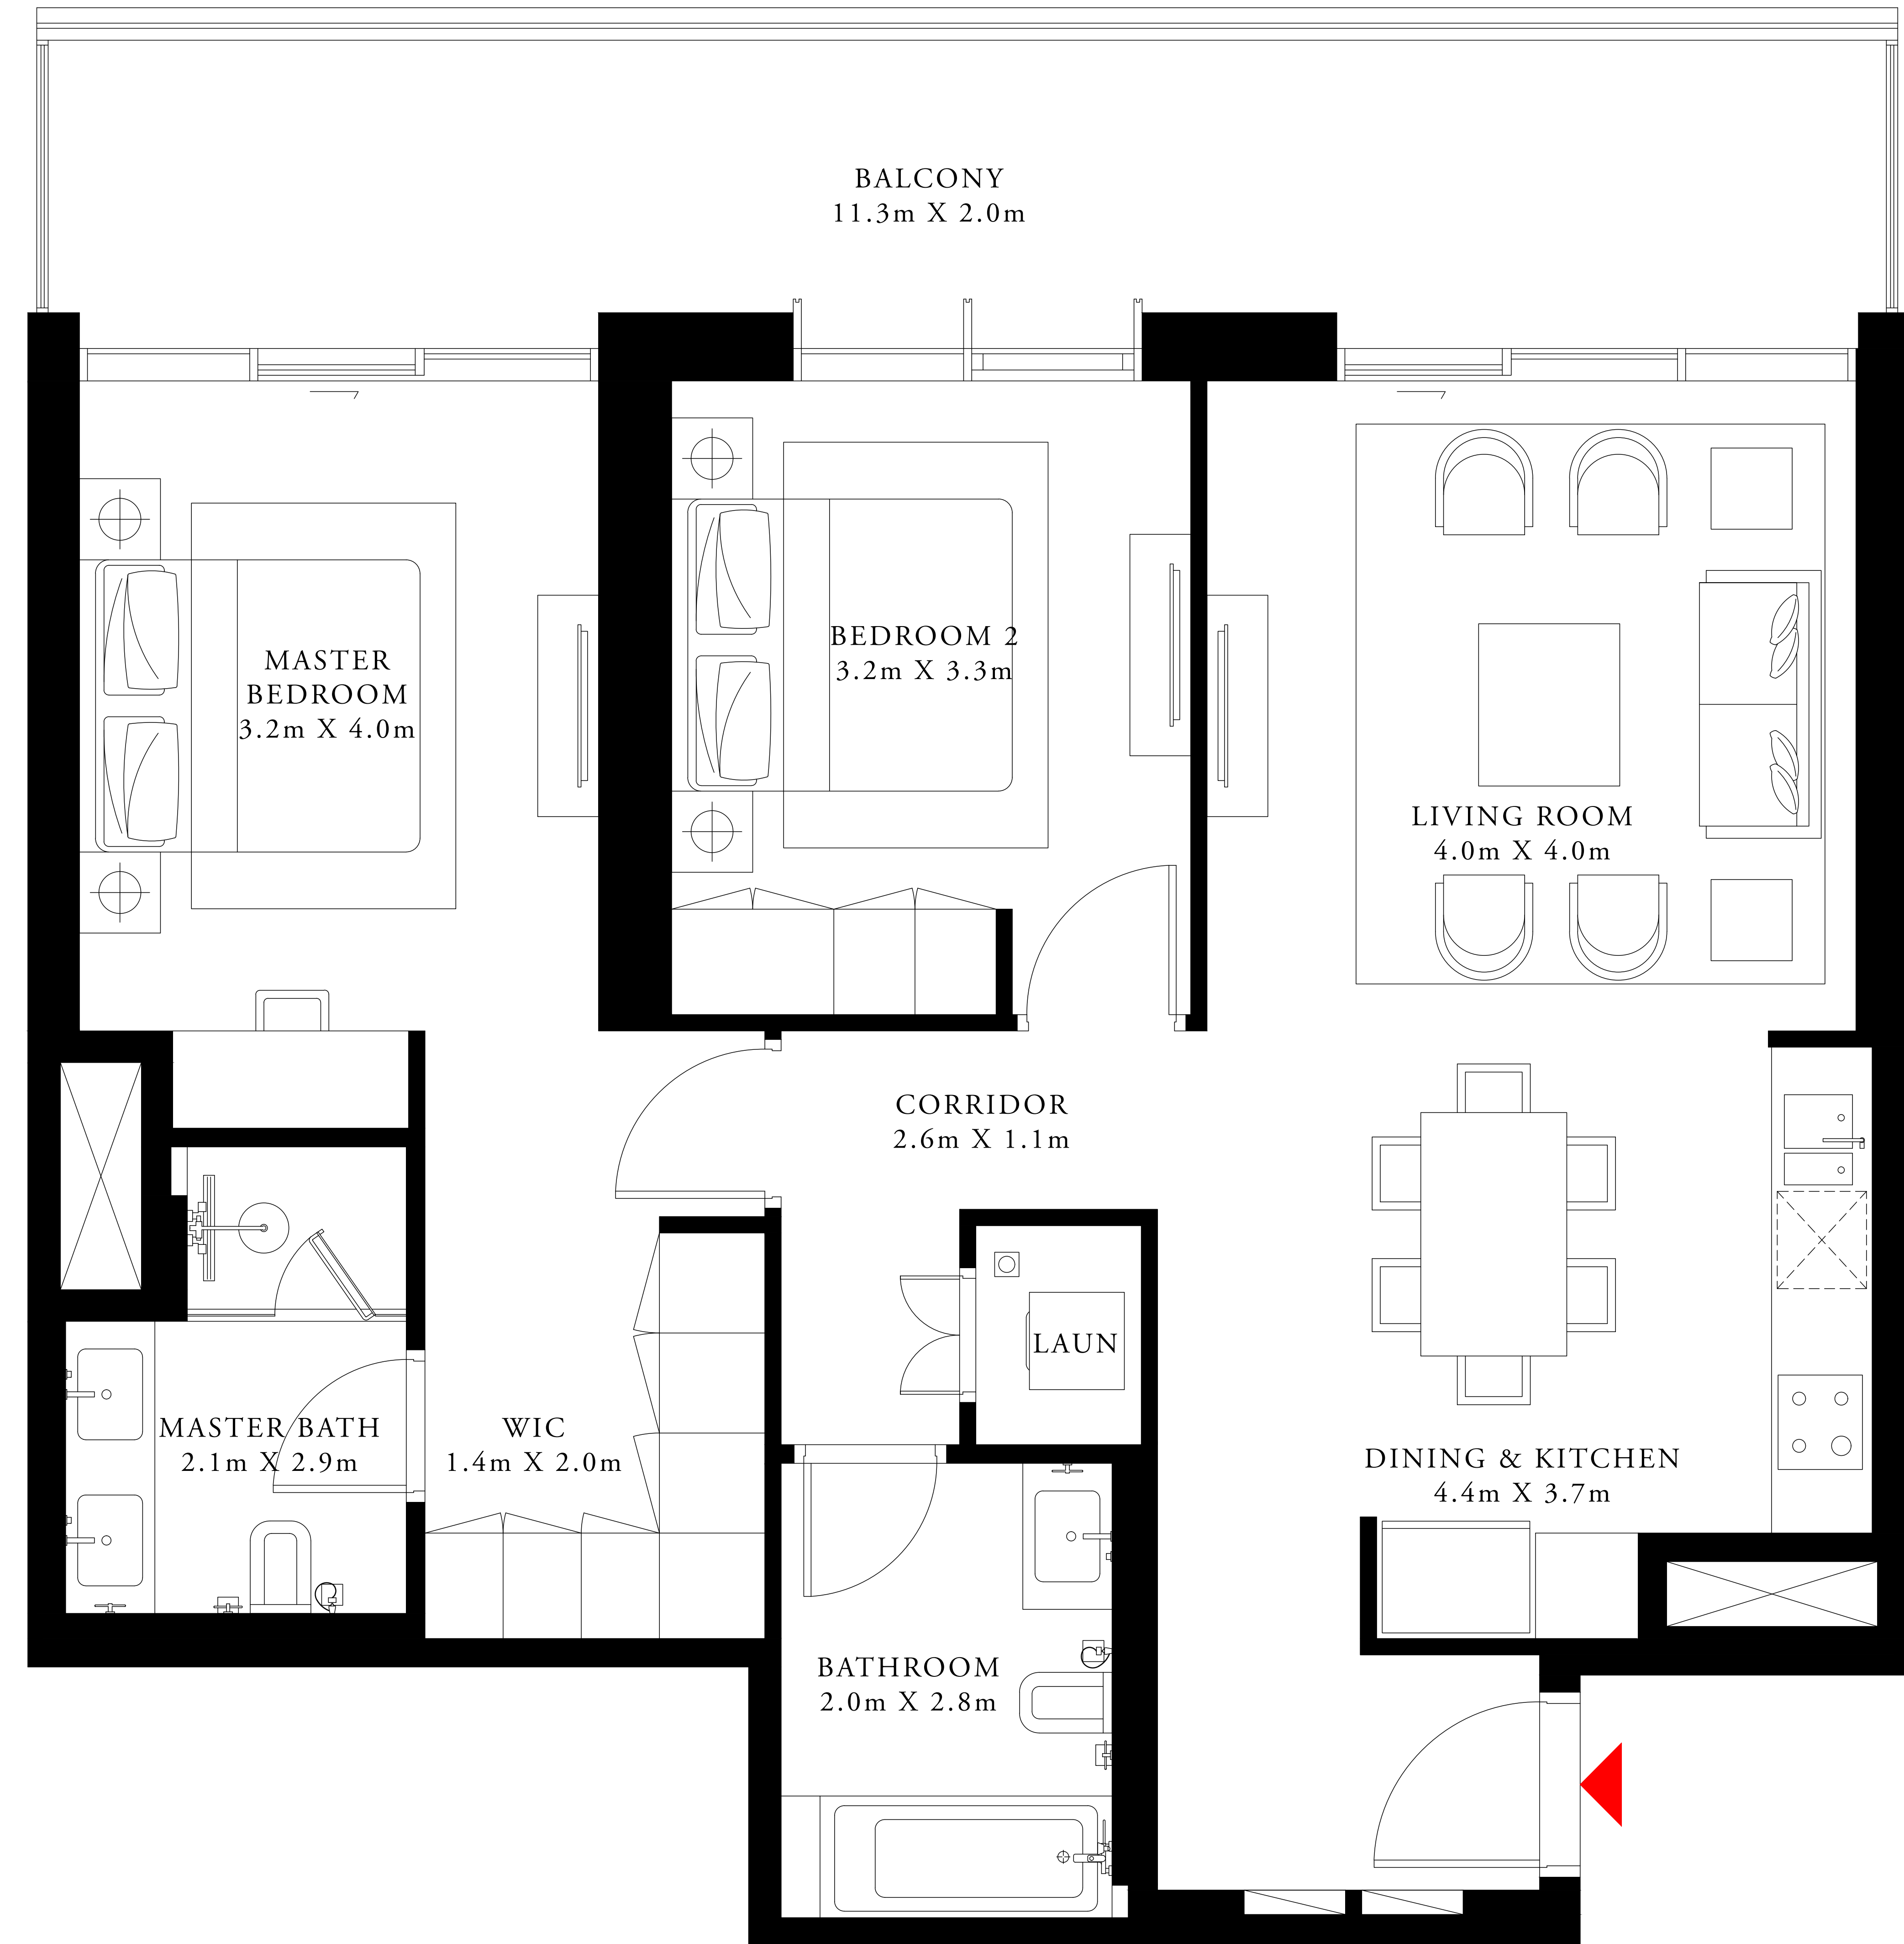 BALCONY
11.3m X 2.0m
MASTER
BEDROOM
3.2m X 4.0m
BEDROOM 2
3.2m X 3.3m
LIVING ROOM
4.0m X 4.0m
CORRIDOR
2.6m X 1.1m
LAUN
MASTER BATH
2.1m X 2.9m
WIC
1.4m X 2.0m
DINING & KITCHEN
4.4m X 3.7m
BATHROOM
2.0m X 2.8m